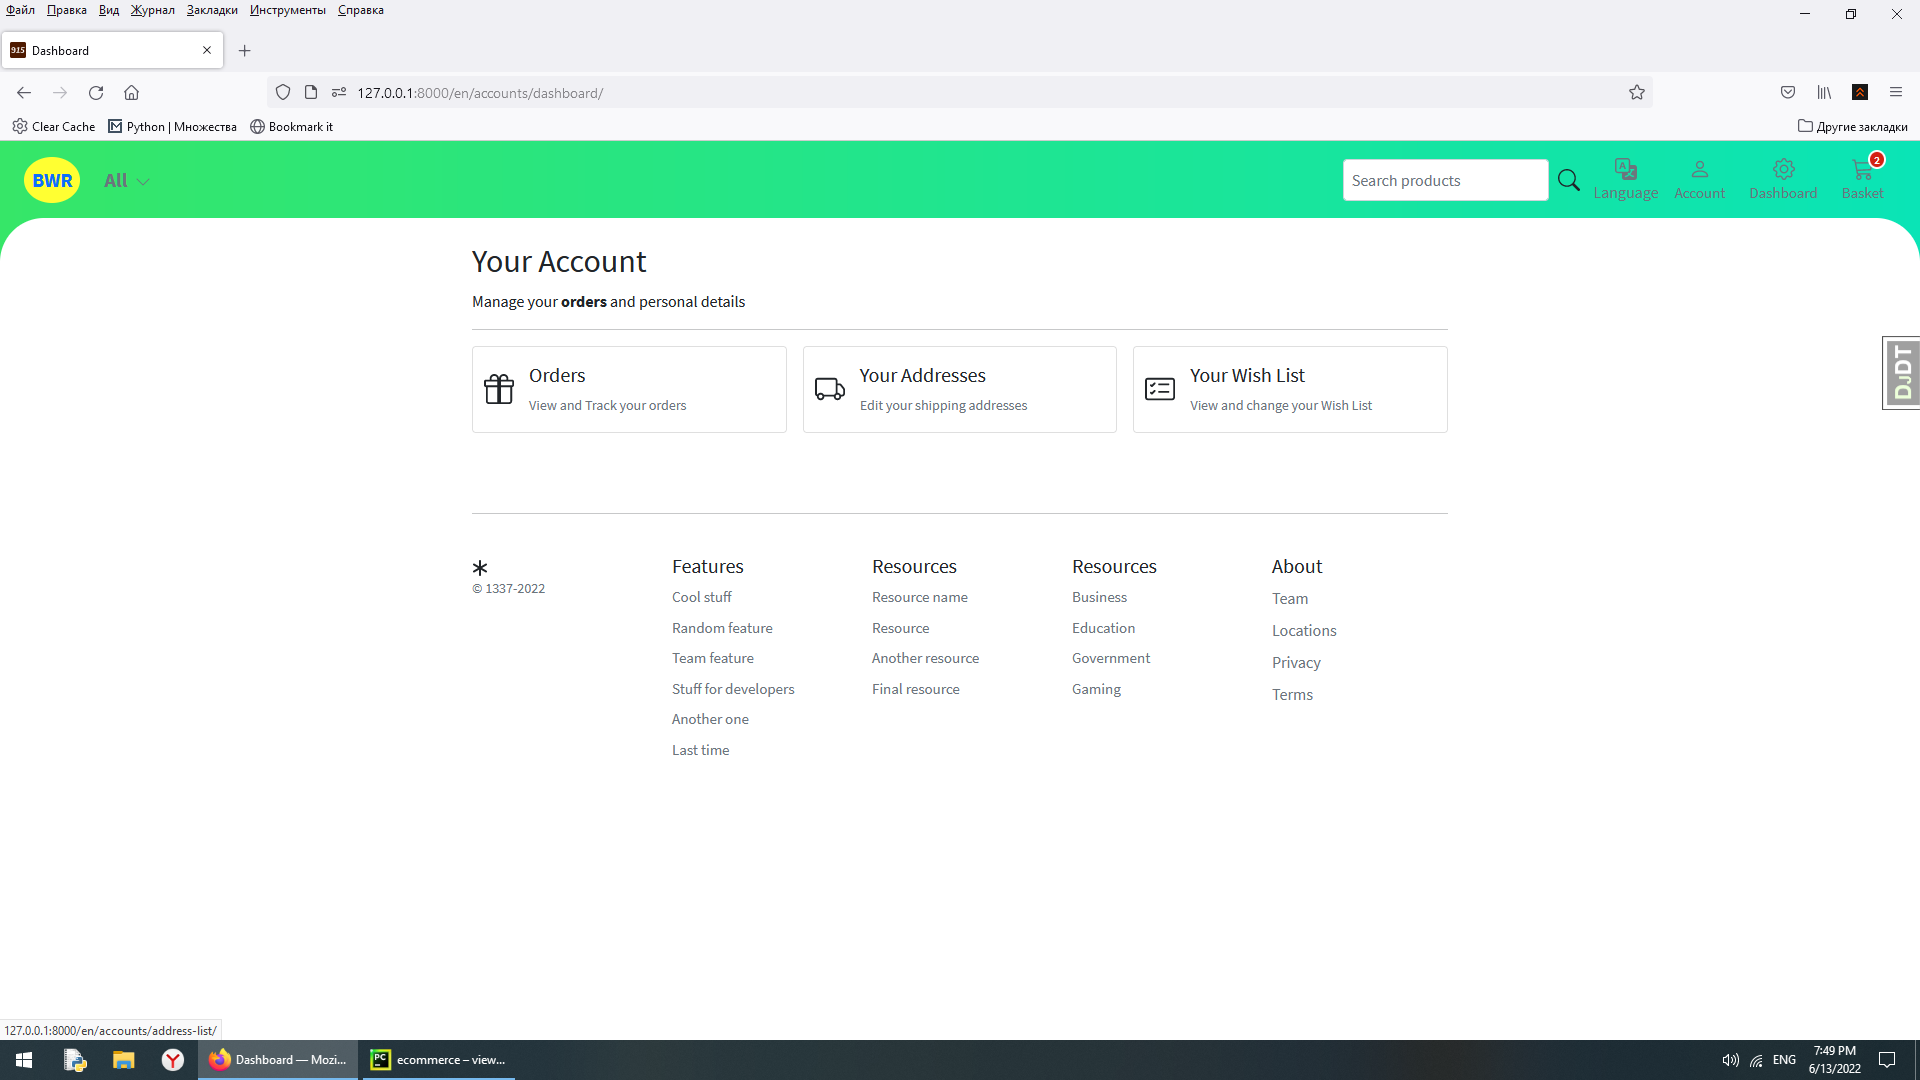 Файл Правка Вид Журнал Закладки Инструменты Справка
915 Dashboard
127.0.0.1:8000/en/accounts/dashboard/
Clear Cache Python | Множества Bookmark it Другие закладки
BWR All Search products Language Account Dashboard 2 Basket
Your Account
Manage your orders and personal details
Orders
View and Track your orders
Your Addresses
Edit your shipping addresses
Your Wish List
View and change your Wish List
DJDT
© 1337-2022
Features
Cool stuff
Random feature
Team feature
Stuff for developers
Another one
Last time
Resources
Resource name
Resource
Another resource
Final resource
Resources
Business
Education
Government
Gaming
About
Team
Locations
Privacy
Terms
127.0.0.1:8000/en/accounts/address-list/
Dashboard — Mozi... PC ecommerce – view... ENG
7:49 PM
6/13/2022